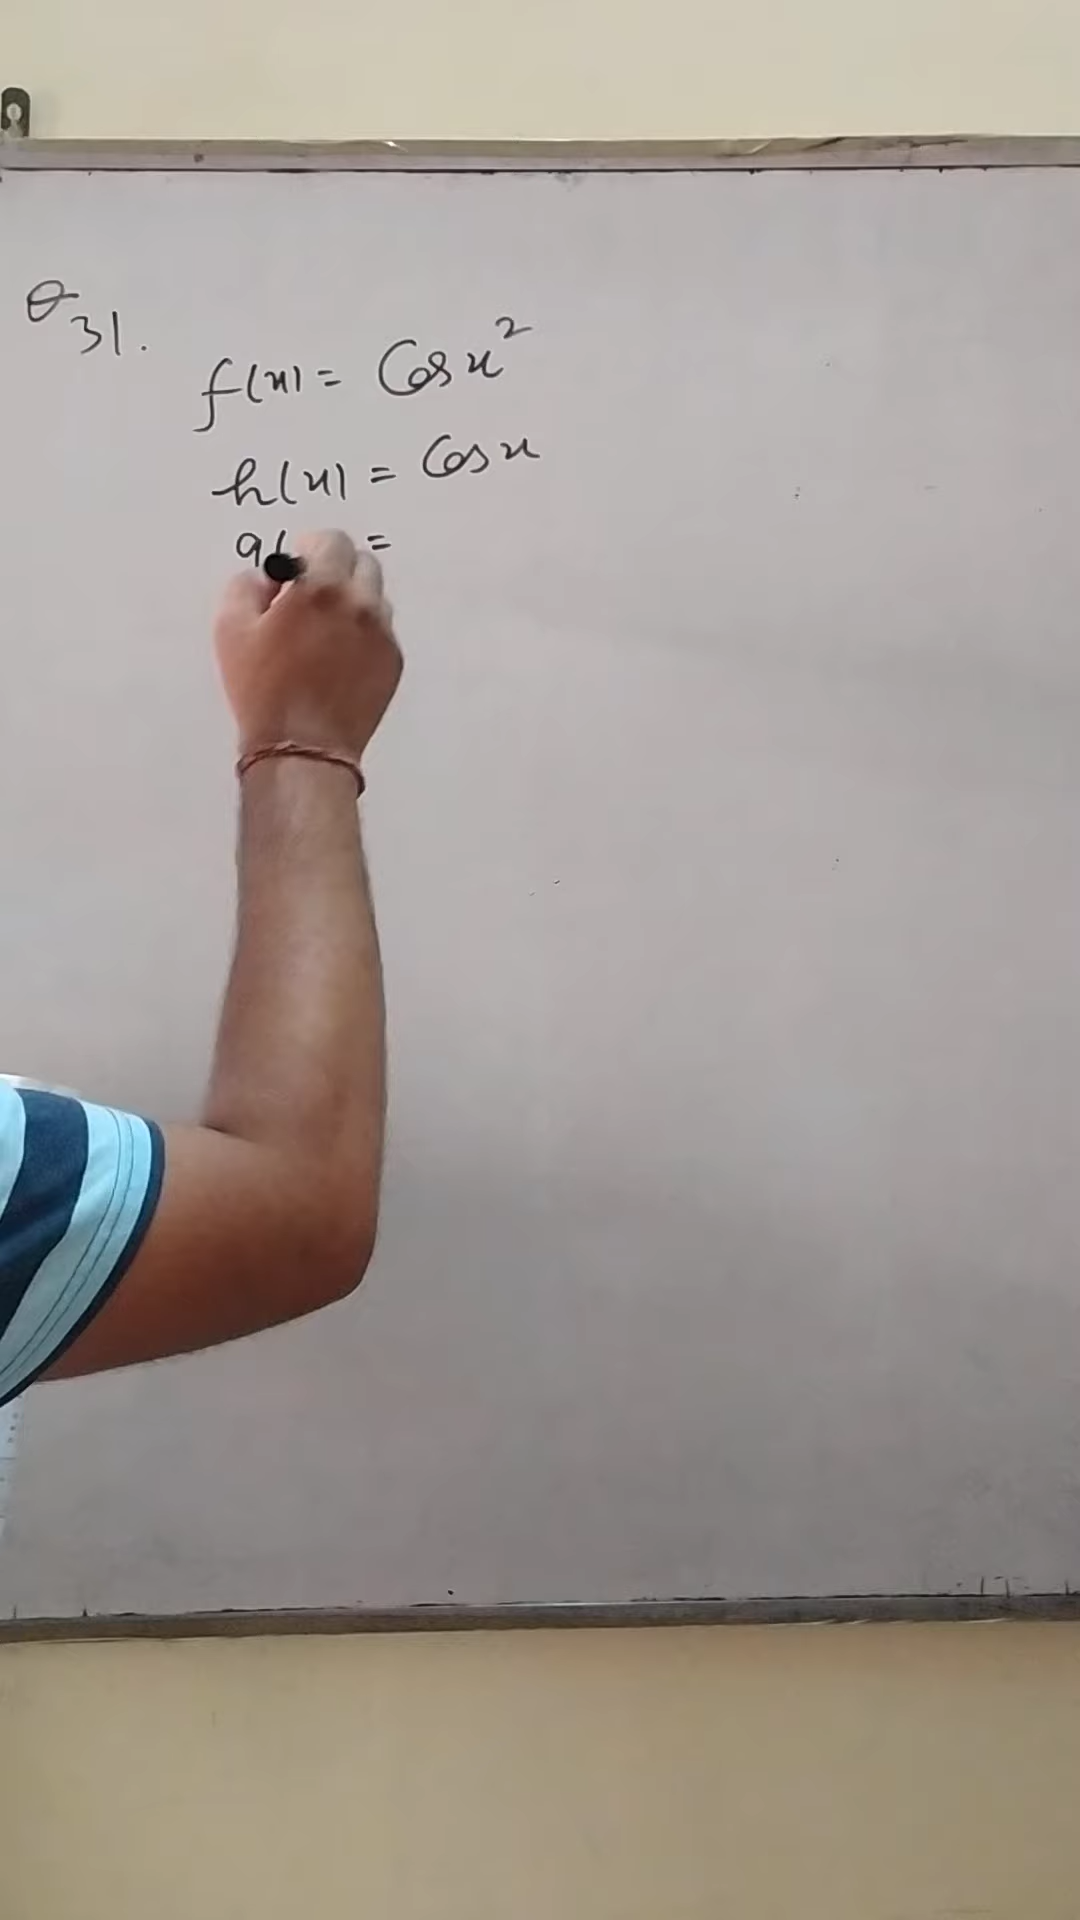 Q31.
f(x) = Cos x²
h(x) = Cos x
g( =